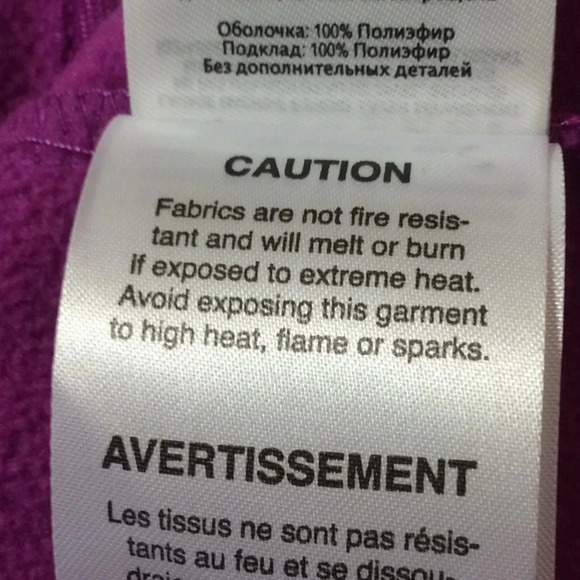 Оболочка: 100% Полиэфир
Подклад: 100% Полиэфир
Без дополнительных деталей
CAUTION
Fabrics are not fire resis-
tant and will melt or burn
if exposed to extreme heat.
Avoid exposing this garment
to high heat, flame or sparks.
AVERTISSEMENT
Les tissus ne sont pas résis-
tants au feu et se dissou-